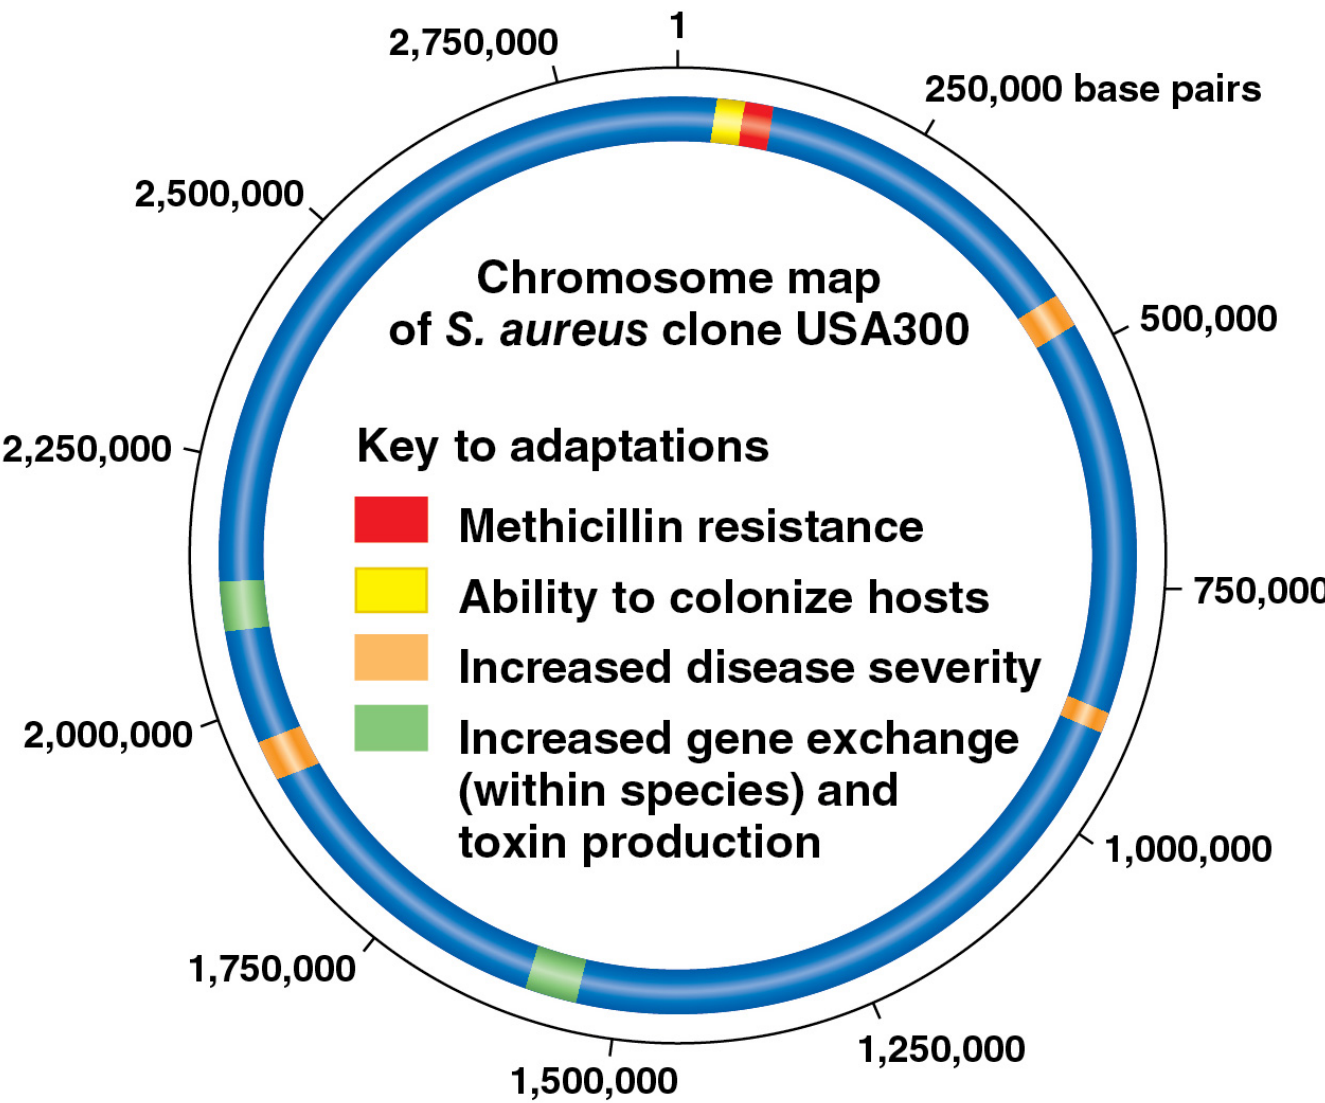 1
2,750,000
250,000 base pairs
2,500,000
Chromosome map
of S. aureus clone USA300
500,000
2,250,000
Key to adaptations
Methicillin resistance
Ability to colonize hosts
750,000
Increased disease severity
2,000,000
Increased gene exchange
(within species) and
toxin production
1,000,000
1,750,000
1,250,000
1,500,000